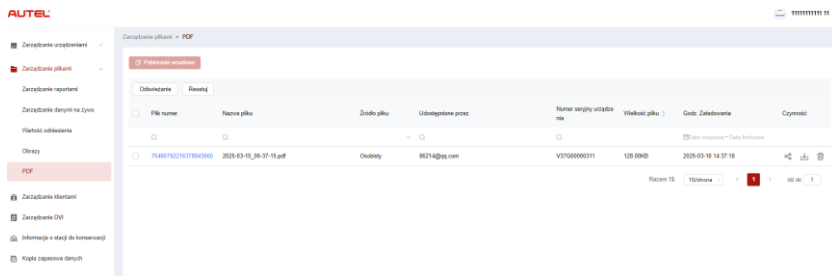 AUTEL
11111111111 11
Zarządzanie urządzeniami
Zarządzanie plikami
Zarządzanie raportami
Zarządzanie danymi na żywo
Wartość odniesienia
Obrazy
PDF
Zarządzanie klientami
Zarządzanie DVI
Informacje o stacji do konserwacji
Kopia zapasowa danych
Zarządzanie plikami > PDF
Pobieranie wsadowe
Odświeżanie Resetuj
Plik numer: Nazwa pliku Źródło pliku Udostępnione przez Numer seryjny urządze
nie Wielkość pliku Godz. Załadowania Czynność
Data rozpoczę ~ Data końcowa
2025-03-10_06-37-15.pdf Osobisty 86214@qq.com V37G00000311 128.00KB 2025-03-10 14:37:18
Razem 1š 10/strona < 1 > idź do 1